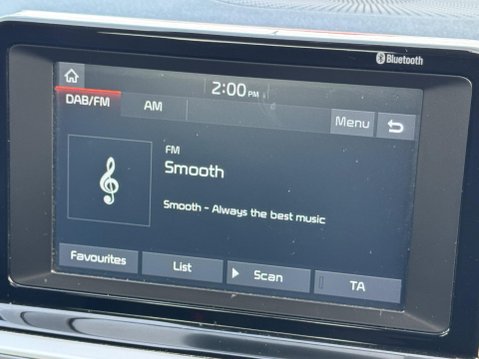 Bluetooth
2:00 PM
DAB/FM
AM
Menu
FM
Smooth
Smooth - Always the best music
Favourites
List
Scan
TA